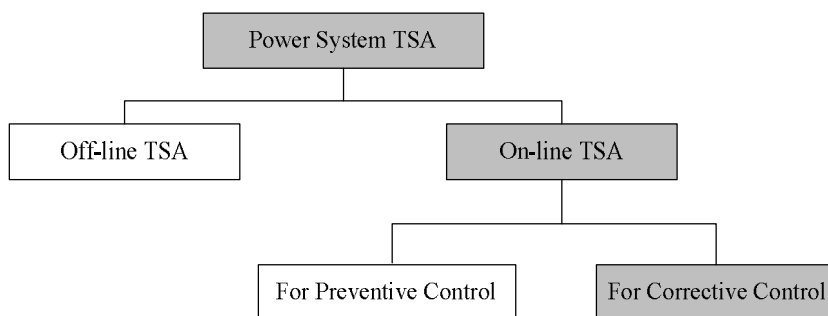 Power System TSA
Off-line TSA
On-line TSA
For Preventive Control
For Corrective Control